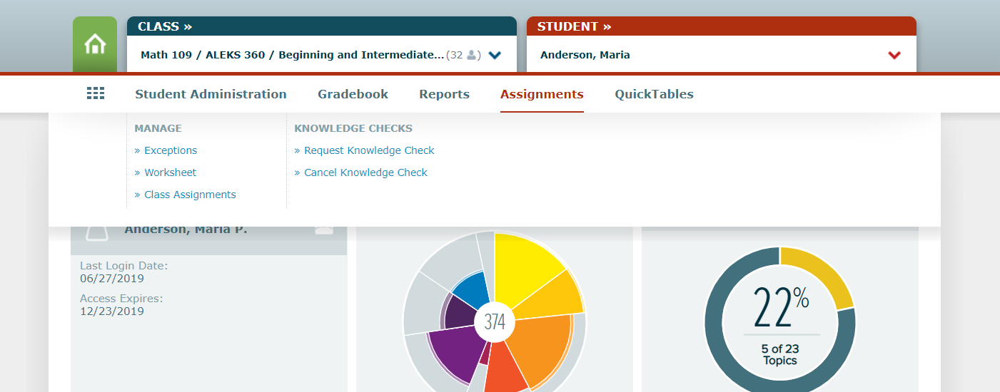 CLASS »
STUDENT »
Math 109 / ALEKS 360 / Beginning and Intermediate... (32 )
Anderson, Maria
Student Administration
Gradebook
Reports
Assignments
QuickTables
MANAGE
» Exceptions
» Worksheet
» Class Assignments
KNOWLEDGE CHECKS
» Request Knowledge Check
» Cancel Knowledge Check
Anderson, Maria P.
Last Login Date:
06/27/2019
Access Expires:
12/23/2019
374
22%
5 of 23
Topics